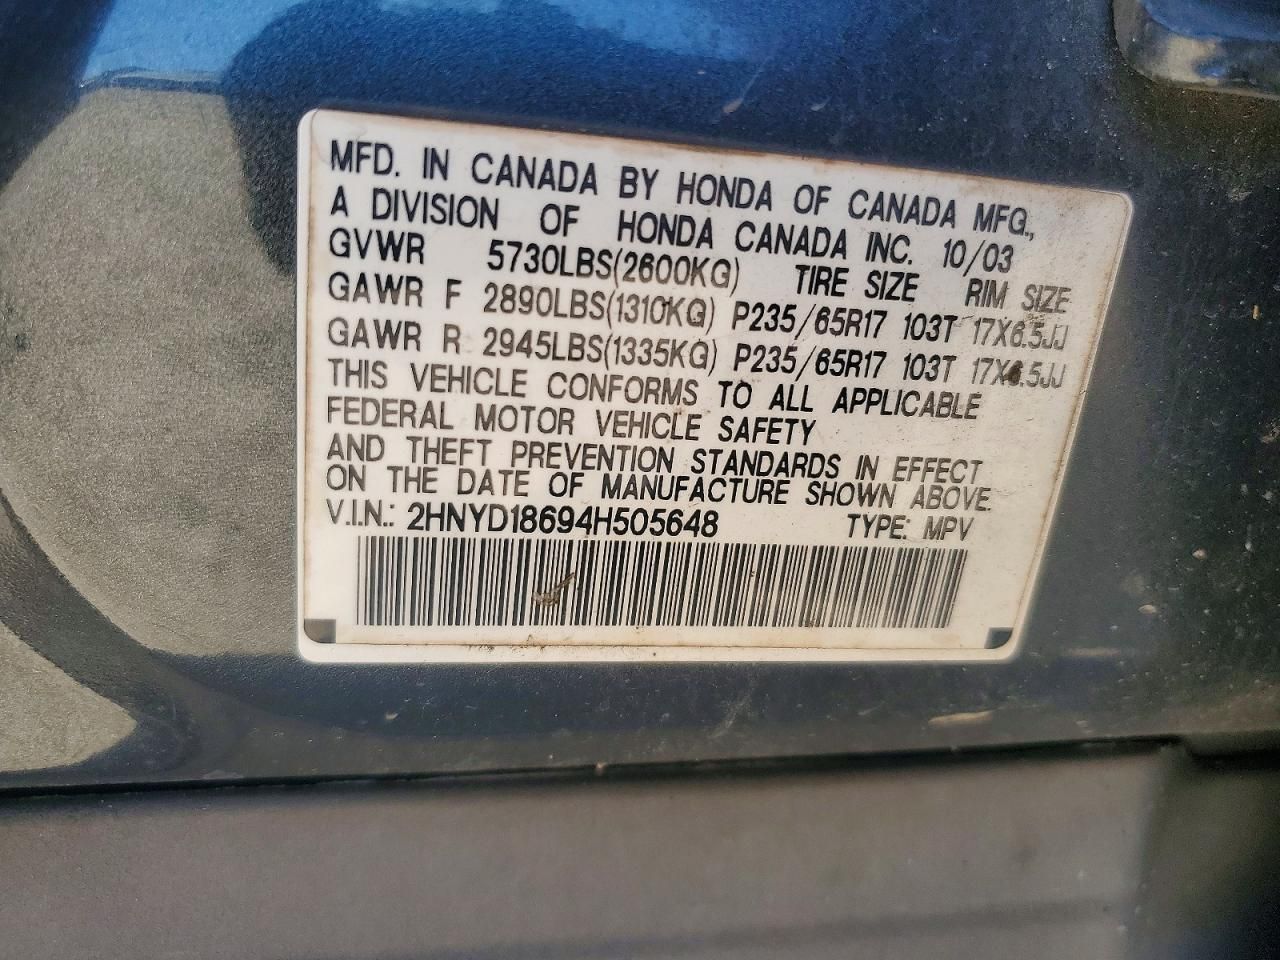 MFD. IN CANADA BY HONDA OF CANADA MFG.,
A DIVISION OF HONDA CANADA INC. 10/03
GVWR 5730LBS(2600KG) TIRE SIZE RIM SIZE
GAWR F 2890LBS(1310KG) P235/65R17 103T 17X6.5JJ
GAWR R 2945LBS(1335KG) P235/65R17 103T 17X6.5JJ
THIS VEHICLE CONFORMS TO ALL APPLICABLE
FEDERAL MOTOR VEHICLE SAFETY
AND THEFT PREVENTION STANDARDS IN EFFECT
ON THE DATE OF MANUFACTURE SHOWN ABOVE.
V.I.N.: 2HNYD18694H505648 TYPE: MPV